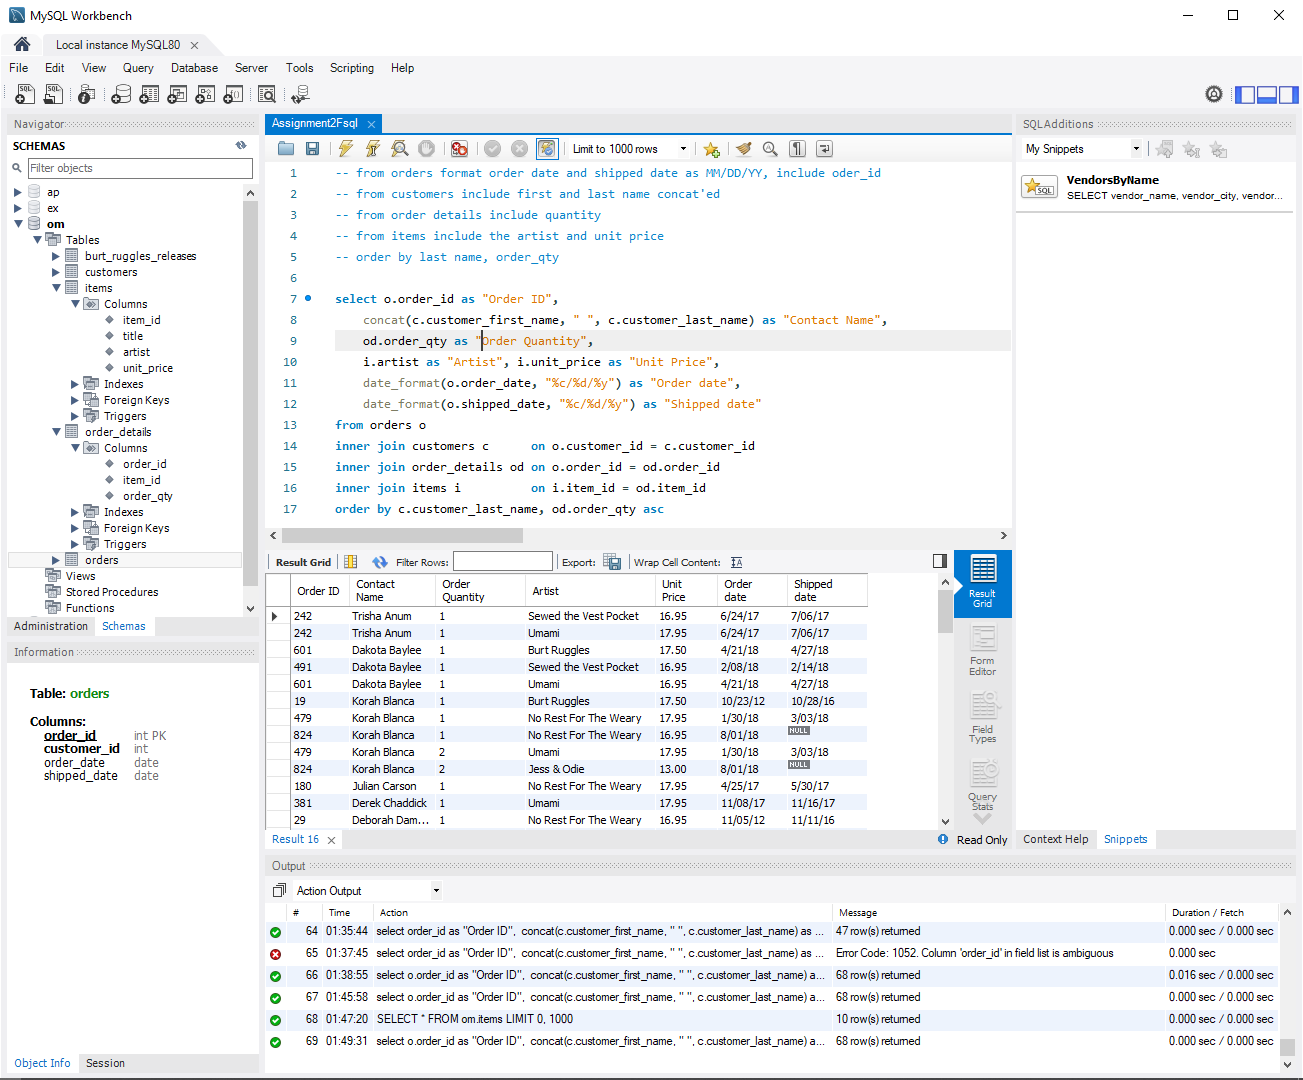 MySQL Workbench
Local instance MySQL80
File Edit View Query Database Server Tools Scripting Help
Navigator
SCHEMAS
Filter objects
ap
ex
om
Tables
burt_ruggles_releases
customers
items
Columns
item_id
title
artist
unit_price
Indexes
Foreign Keys
Triggers
order_details
Columns
order_id
item_id
order_qty
Indexes
Foreign Keys
Triggers
orders
Views
Stored Procedures
Functions
Administration Schemas
Information
Table: orders
Columns:
order_id int PK
customer_id int
order_date date
shipped_date date
Object Info Session
Assignment2Fsql
Limit to 1000 rows
1 -- from orders format order date and shipped date as MM/DD/YY, include oder_id
2 -- from customers include first and last name concat'ed
3 -- from order details include quantity
4 -- from items include the artist and unit price
5 -- order by last name, order_qty
6
7 select o.order_id as "Order ID",
8 concat(c.customer_first_name, " ", c.customer_last_name) as "Contact Name",
9 od.order_qty as "Order Quantity",
10 i.artist as "Artist", i.unit_price as "Unit Price",
11 date_format(o.order_date, "%c/%d/%y") as "Order date",
12 date_format(o.shipped_date, "%c/%d/%y") as "Shipped date"
13 from orders o
14 inner join customers c on o.customer_id = c.customer_id
15 inner join order_details od on o.order_id = od.order_id
16 inner join items i on i.item_id = od.item_id
17 order by c.customer_last_name, od.order_qty asc
Result Grid Filter Rows: Export: Wrap Cell Content:
Order ID Contact Name Order Quantity Artist Unit Price Order date Shipped date
242 Trisha Anum 1 Sewed the Vest Pocket 16.95 6/24/17 7/06/17
242 Trisha Anum 1 Umami 17.95 6/24/17 7/06/17
601 Dakota Baylee 1 Burt Ruggles 17.50 4/21/18 4/27/18
491 Dakota Baylee 1 Sewed the Vest Pocket 16.95 2/08/18 2/14/18
601 Dakota Baylee 1 Umami 17.95 4/21/18 4/27/18
19 Korah Blanca 1 Burt Ruggles 17.50 10/23/12 10/28/16
479 Korah Blanca 1 No Rest For The Weary 17.95 1/30/18 3/03/18
824 Korah Blanca 1 No Rest For The Weary 16.95 8/01/18 NULL
479 Korah Blanca 2 Umami 17.95 1/30/18 3/03/18
824 Korah Blanca 2 Jess & Odie 13.00 8/01/18 NULL
180 Julian Carson 1 No Rest For The Weary 17.95 4/25/17 5/30/17
381 Derek Chaddick 1 Umami 17.95 11/08/17 11/16/17
29 Deborah Dam... 1 No Rest For The Weary 16.95 11/05/12 11/11/16
Result Grid
Form Editor
Field Types
Query Stats
Result 16 Read Only
SQLAdditions
My Snippets
SQL
VendorsByName
SELECT vendor_name, vendor_city, vendor...
Context Help Snippets
Output
Action Output
# Time Action Message Duration / Fetch
64 01:35:44 select order_id as "Order ID", concat(c.customer_first_name, " ", c.customer_last_name) as ... 47 row(s) returned 0.000 sec / 0.000 sec
65 01:37:45 select order_id as "Order ID", concat(c.customer_first_name, " ", c.customer_last_name) as ... Error Code: 1052. Column 'order_id' in field list is ambiguous 0.000 sec
66 01:38:55 select o.order_id as "Order ID", concat(c.customer_first_name, " ", c.customer_last_name) a... 68 row(s) returned 0.016 sec / 0.000 sec
67 01:45:58 select o.order_id as "Order ID", concat(c.customer_first_name, " ", c.customer_last_name) a... 68 row(s) returned 0.000 sec / 0.000 sec
68 01:47:20 SELECT * FROM om.items LIMIT 0, 1000 10 row(s) returned 0.000 sec / 0.000 sec
69 01:49:31 select o.order_id as "Order ID", concat(c.customer_first_name, " ", c.customer_last_name) a... 68 row(s) returned 0.000 sec / 0.000 sec